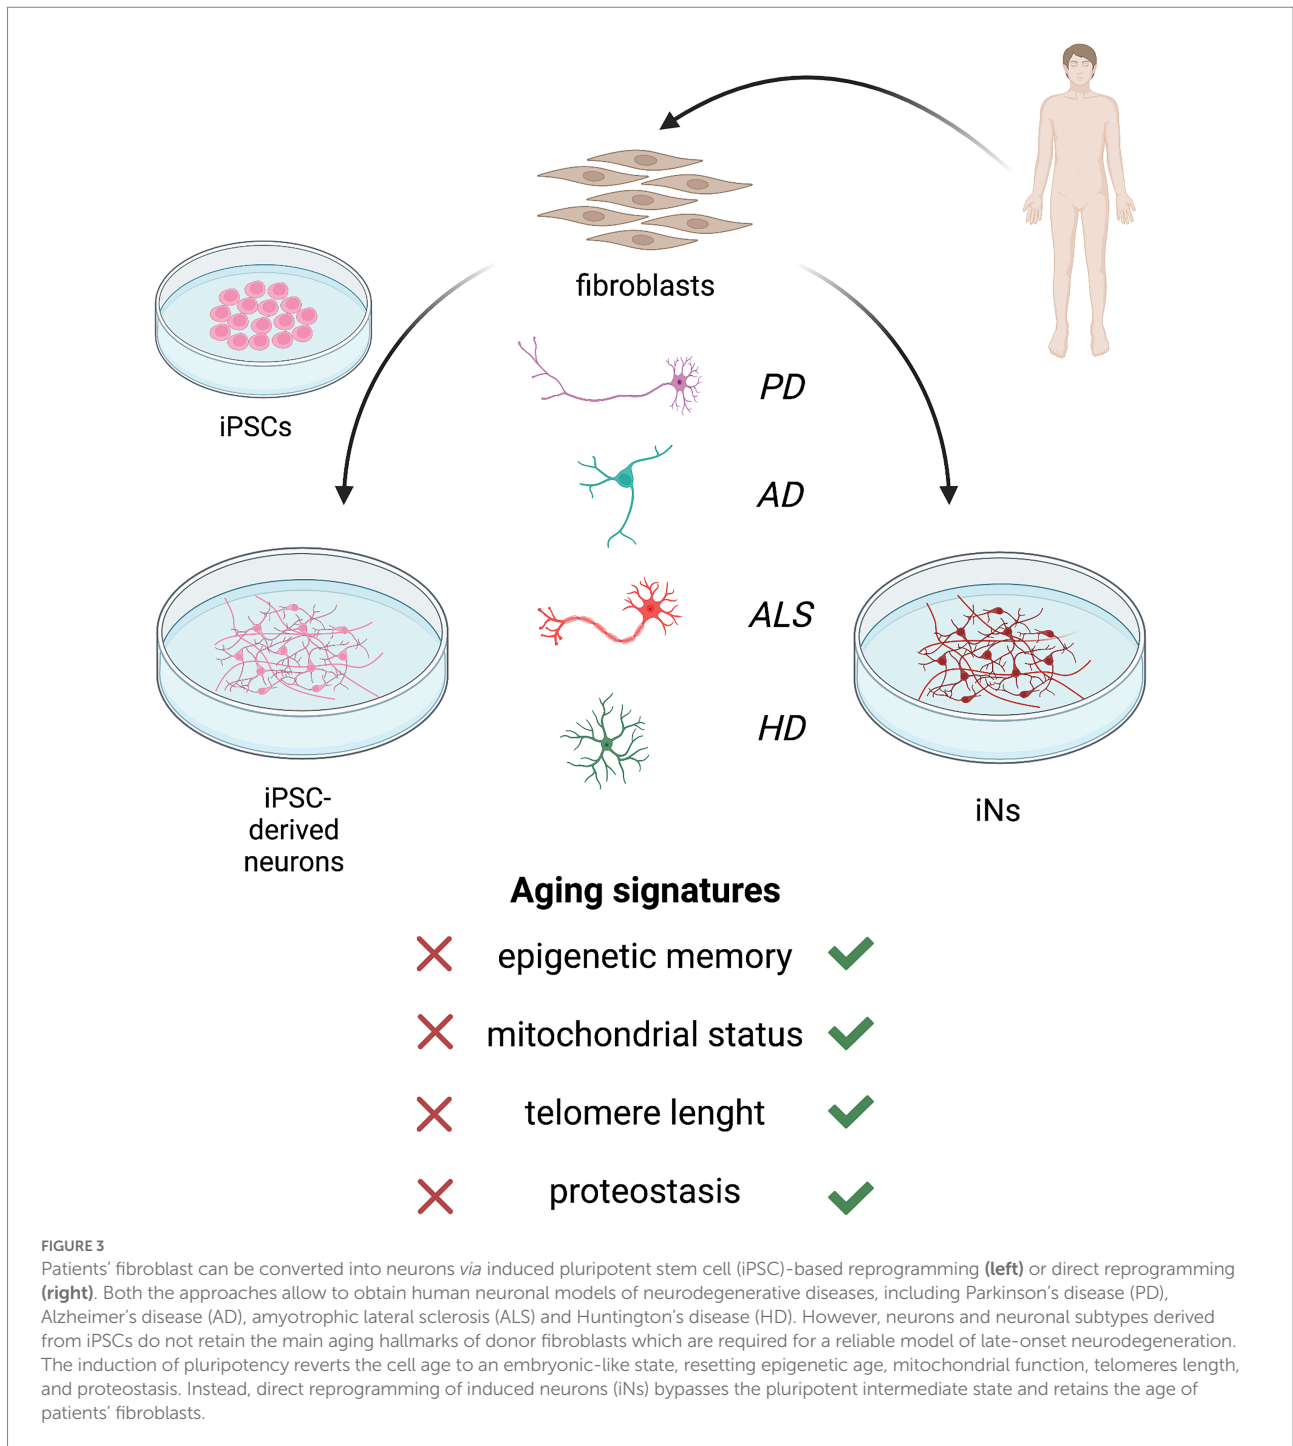 fibroblasts
iPSCs
PD
AD
ALS
HD
iPSC-
derived
neurons
iNs
Aging signatures
epigenetic memory
mitochondrial status
telomere lenght
proteostasis
FIGURE 3
Patients’ fibroblast can be converted into neurons via induced pluripotent stem cell (iPSC)-based reprogramming (left) or direct reprogramming
(right). Both the approaches allow to obtain human neuronal models of neurodegenerative diseases, including Parkinson’s disease (PD),
Alzheimer’s disease (AD), amyotrophic lateral sclerosis (ALS) and Huntington’s disease (HD). However, neurons and neuronal subtypes derived
from iPSCs do not retain the main aging hallmarks of donor fibroblasts which are required for a reliable model of late-onset neurodegeneration.
The induction of pluripotency reverts the cell age to an embryonic-like state, resetting epigenetic age, mitochondrial function, telomeres length,
and proteostasis. Instead, direct reprogramming of induced neurons (iNs) bypasses the pluripotent intermediate state and retains the age of
patients’ fibroblasts.